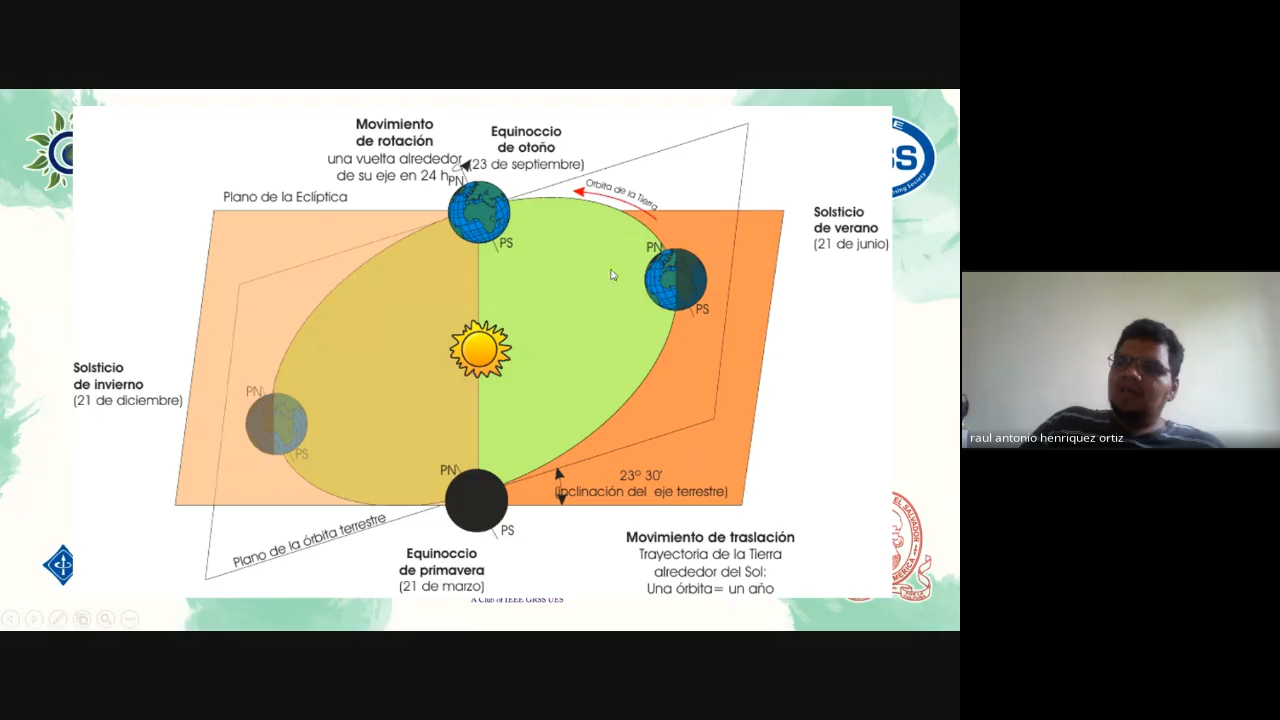 Movimiento
de rotación
una vuelta alrededor
de su eje en 24 h.
Equinoccio
de otoño
(23 de septiembre)
PN
PS
Plano de la Eclíptica
Orbita de la Tierra
Solsticio
de verano
(21 de junio)
PN
PS
Solsticio
de invierno
(21 de diciembre)
PN
PS
PN
PS
23º 30'
(inclinación del eje terrestre)
Plano de la órbita terrestre
Equinoccio
de primavera
(21 de marzo)
Movimiento de traslación
Trayectoria de la Tierra
alrededor del Sol:
Una órbita= un año
A Club of IEEE GRSS UES
raul antonio henriquez ortiz